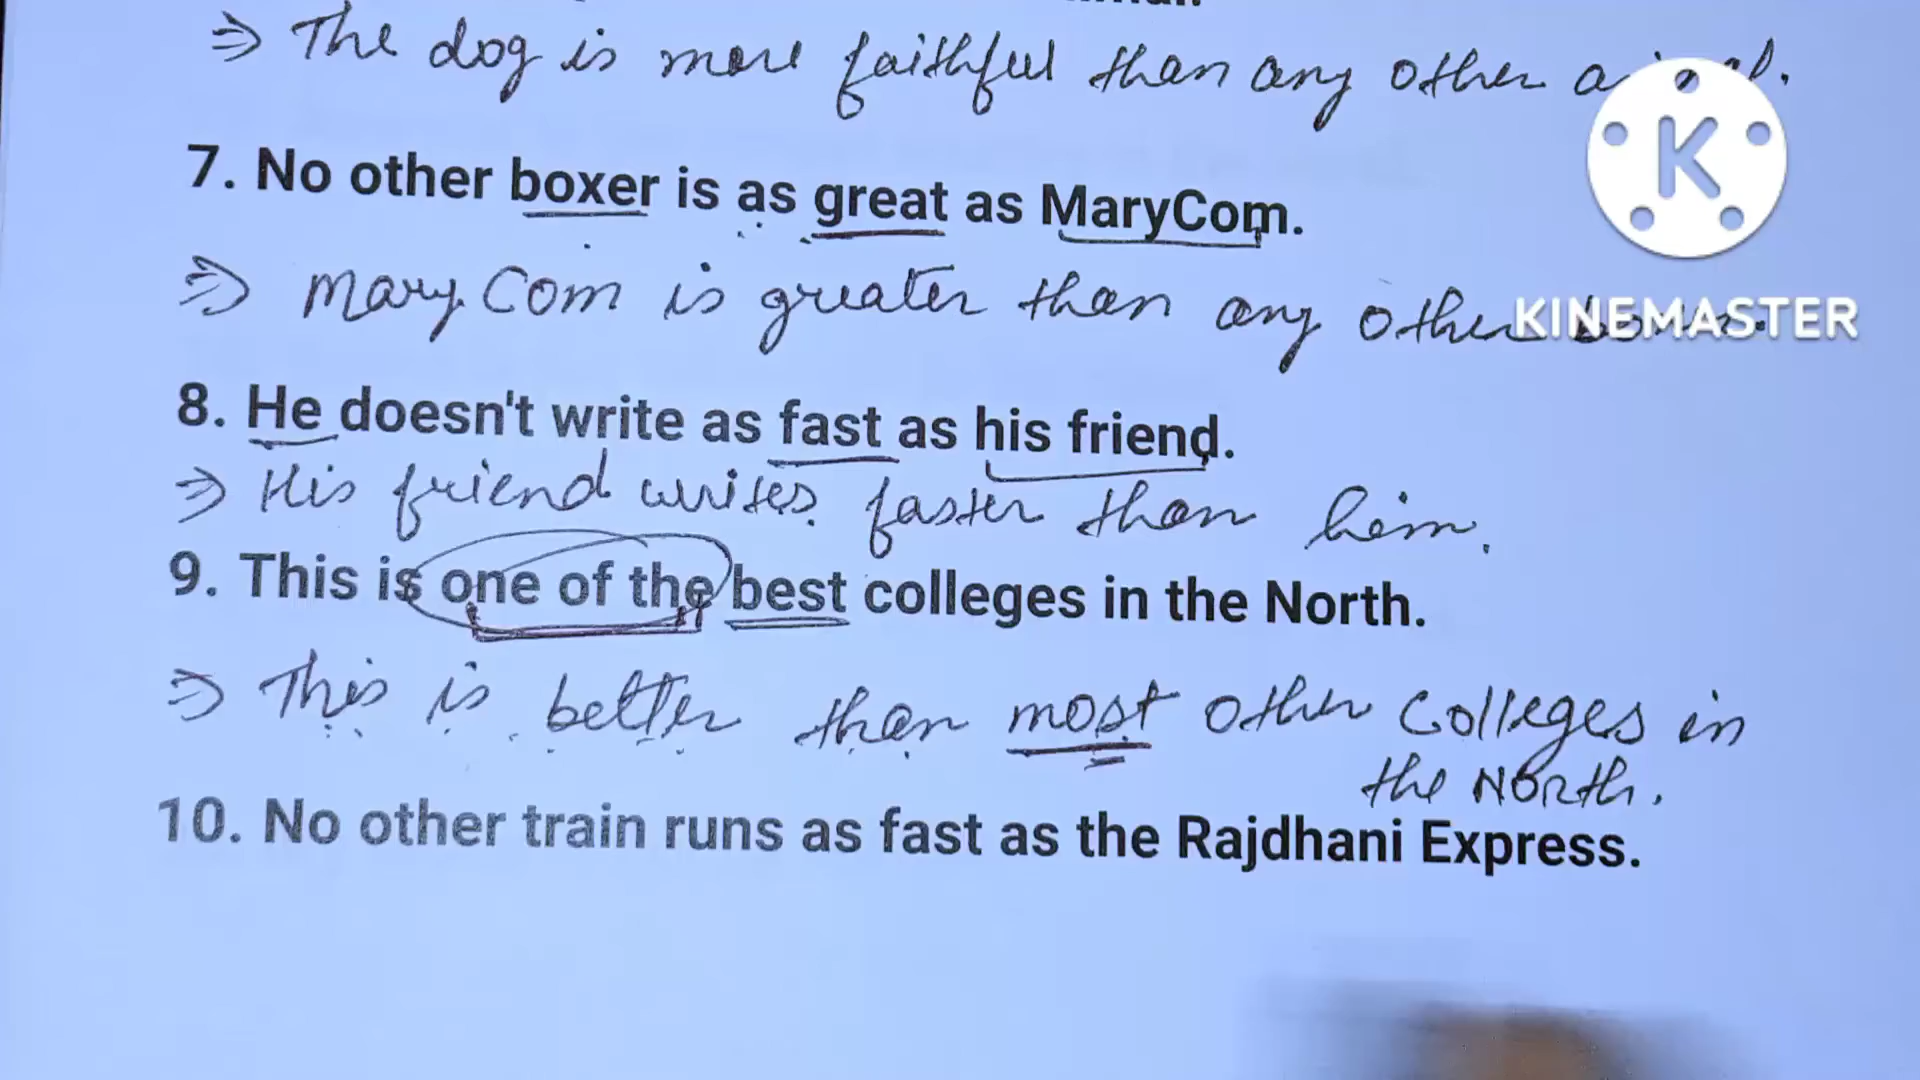 ⇒ The dog is more faithful than any other
7. No other boxer is as great as MaryCom.
⇒ Mary Com is greater than any other
KINEMASTER
8. He doesn't write as fast as his friend.
⇒ His friend writes faster than him.
9. This is one of the best colleges in the North.
⇒ This is better than most other colleges in
the North.
10. No other train runs as fast as the Rajdhani Express.